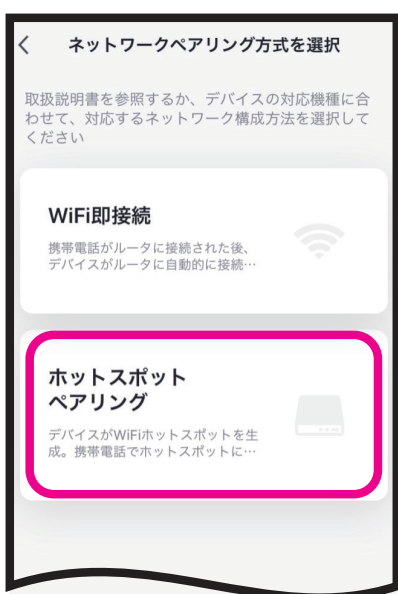 ネットワークペアリング方式を選択
取扱説明書を参照するか、デバイスの対応機種に合
わせて、対応するネットワーク構成方法を選択して
ください
WiFi即接続
携帯電話がルータに接続された後、
デバイスがルータに自動的に接続…
ホットスポット
ペアリング
デバイスがWiFiホットスポットを生
成。携帯電話でホットスポットに…